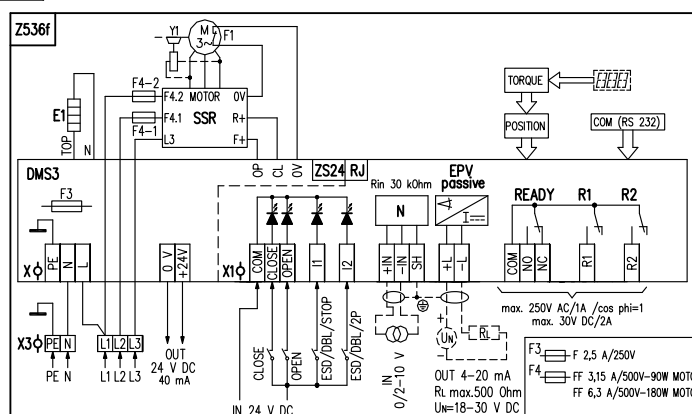 Z536f
Y1
M
3~
F1
F4-2
F4.2 MOTOR 0V
SSR
F4.1
R+
F4-1
L3
F+
E1
TOP
N
OP
CL
0V
TORQUE
POSITION
COM (RS 232)
DMS3
F3
ZS24 RJ
Rin 30 kOhm
N
EPV
passive
READY
R1
R2
X
PE
N
L
0 V
+24V
X1
COM
CLOSE
OPEN
I1
I2
+IN
-IN
SH
+L
-L
COM
NO
NC
R1
R2
max. 250V AC/1A /cos phi=1
max. 30V DC/2A
X3
PE N
L1 L2 L3
PE N
L1 L2 L3
OUT
24 V DC
40 mA
CLOSE
OPEN
ESD/DBL/STOP
ESD/DBL/2P
IN 24 V DC
IN
0/2-10 V
+
UN
-
RL
OUT 4-20 mA
RL max.500 Ohm
UN=18-30 V DC
F3 F 2,5 A/250V
F4 FF 3,15 A/500V-90W MOTO
FF 6,3 A/500V-180W MOTO